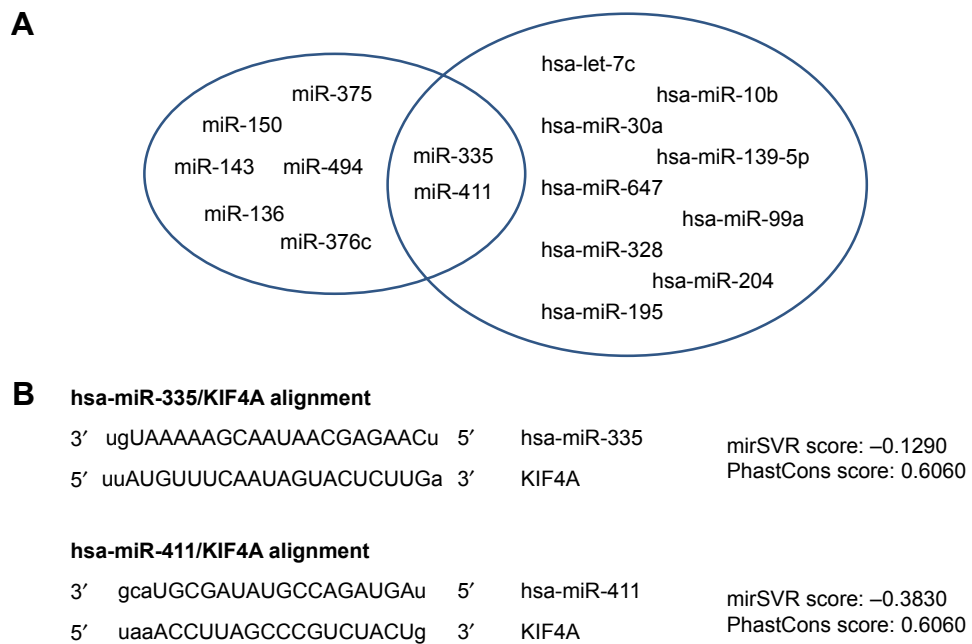 A
miR-375
miR-150
miR-143 miR-494
miR-136
miR-376c
miR-335
miR-411
hsa-let-7c
hsa-miR-10b
hsa-miR-30a
hsa-miR-139-5p
hsa-miR-647
hsa-miR-99a
hsa-miR-328
hsa-miR-204
hsa-miR-195
B
hsa-miR-335/KIF4A alignment
3′ ugUAAAAAGCAAUAACGAGAACu 5′ hsa-miR-335
5′ uuAUGUUUCAAUAGUACUCUUGa 3′ KIF4A
mirSVR score: –0.1290
PhastCons score: 0.6060
hsa-miR-411/KIF4A alignment
3′ gcaUGCGAUAUGCCAGAUGAu 5′ hsa-miR-411
5′ uaaACCUUAGCCCGUCUACUg 3′ KIF4A
mirSVR score: –0.3830
PhastCons score: 0.6060